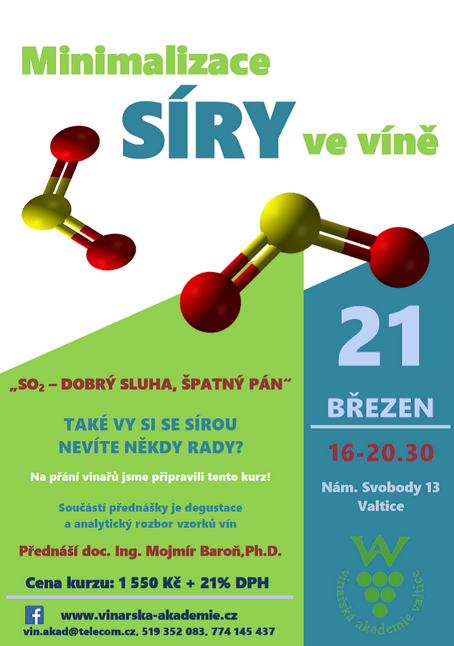 Minimalizace
SÍRY ve víně
21
BŘEZEN
16-20.30
Nám. Svobody 13
Valtice
Vinařská akademie valtice
„SO₂ – DOBRÝ SLUHA, ŠPATNÝ PÁN“
TAKÉ VY SI SE SÍROU
NEVÍTE NĚKDY RADY?
Na přání vinařů jsme připravili tento kurz!
Součástí přednášky je degustace
a analytický rozbor vzorků vín
Přednáší doc. Ing. Mojmír Baroň,Ph.D.
Cena kurzu: 1 550 Kč + 21% DPH
www.vinarska-akademie.cz
vin.akad@telecom.cz, 519 352 083, 774 145 437